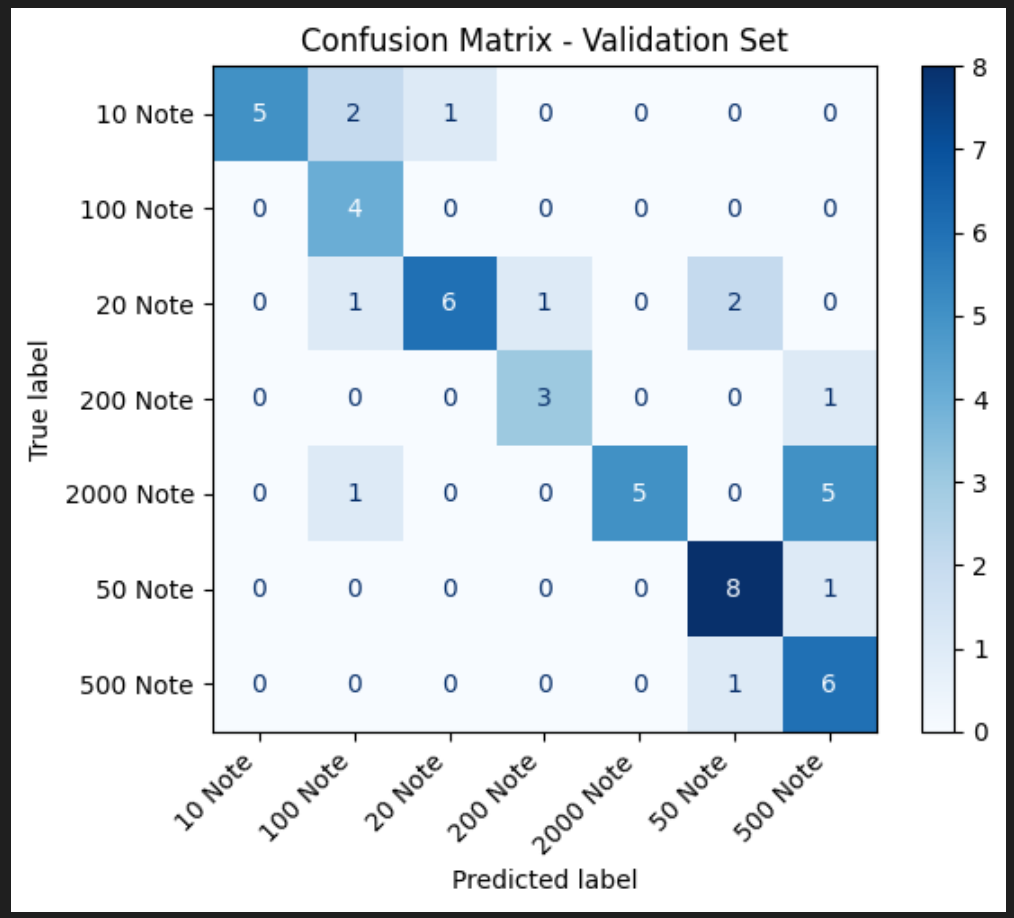 Confusion Matrix - Validation Set
10 Note 5 2 1 0 0 0 0
100 Note 0 4 0 0 0 0 0
20 Note 0 1 6 1 0 2 0
200 Note 0 0 0 3 0 0 1
2000 Note 0 1 0 0 5 0 5
50 Note 0 0 0 0 0 8 1
500 Note 0 0 0 0 0 1 6
True label
10 Note 100 Note 20 Note 200 Note 2000 Note 50 Note 500 Note
Predicted label
8
7
6
5
4
3
2
1
0